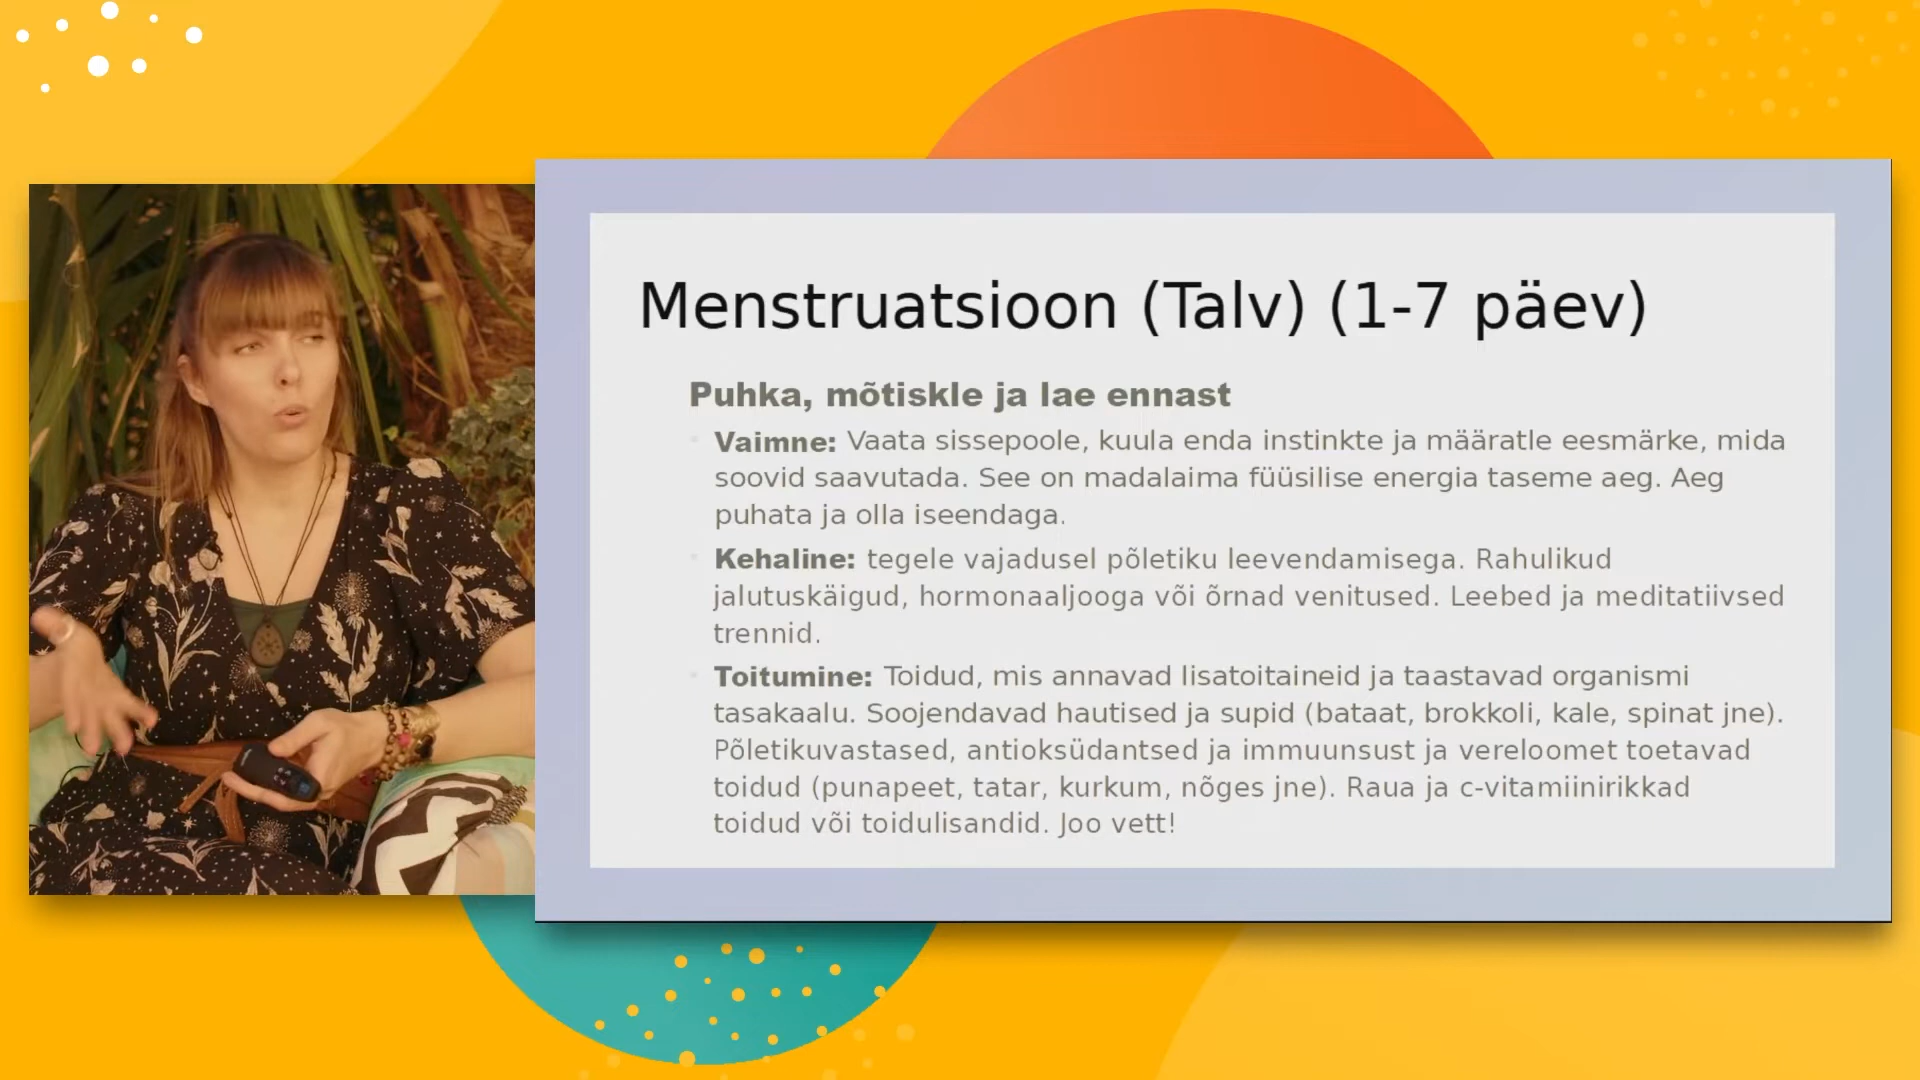 Menstruatsioon (Talv) (1-7 päev)
Puhka, mõtiskle ja lae ennast
Vaimne: Vaata sissepoole, kuula enda instinkte ja määratle eesmärke, mida
soovid saavutada. See on madalaima füüsilise energia taseme aeg. Aeg
puhata ja olla iseendaga.
Kehaline: tegele vajadusel põletiku leevendamisega. Rahulikud
jalutuskäigud, hormonaaljooga või õrnad venitused. Leebed ja meditatiivsed
trennid.
Toitumine: Toidud, mis annavad lisatoitaineid ja taastavad organismi
tasakaalu. Soojendavad hautised ja supid (bataat, brokkoli, kale, spinat jne).
Põletikuvastased, antioksüdantsed ja immuunsust ja vereloomet toetavad
toidud (punapeet, tatar, kurkum, nõges jne). Raua ja c-vitamiinirikkad
toidud või toidulisandid. Joo vett!